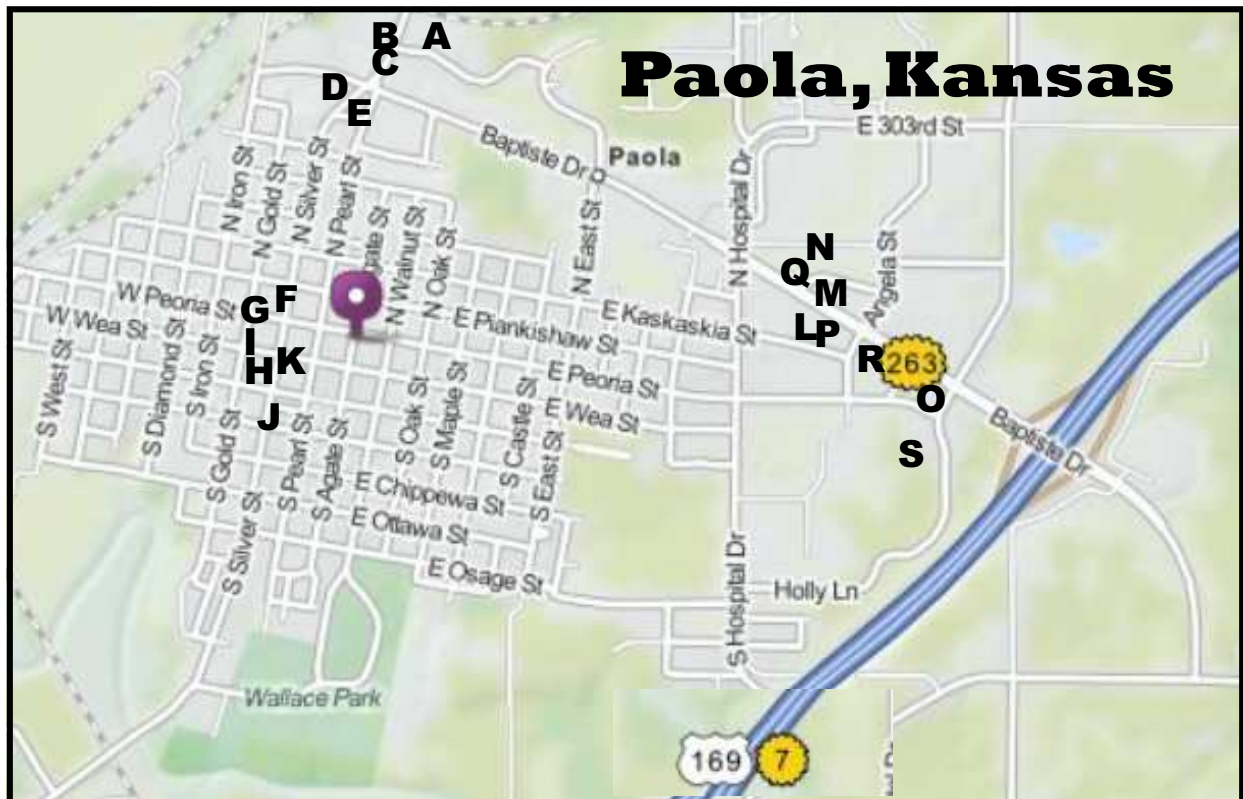 B A
C
Paola, Kansas
D
E
E 303rd St
Baptiste Dr
Paola
N Iron St
N Gold St
N Silver St
N Pearl St
agate St
N Walnut St
N Oak St
N East St
N Hospital Dr
Angela St
N
Q
M
L P
R
263
O
S
W Peoria St
G F
W Wea St
I
H K
J
E Piankishaw St
E Kaskaskia St
E Peoria St
E Wea St
S West St
S Diamond St
S Iron St
S Gold St
S Pearl St
S Agate St
S Oak St
S Maple St
S Castle St
S East St
Baptiste Dr
E Chippewa St
E Ottawa St
S Silver St
E Osage St
S Hospital Dr
Holly Ln
Wallace Park
169 7